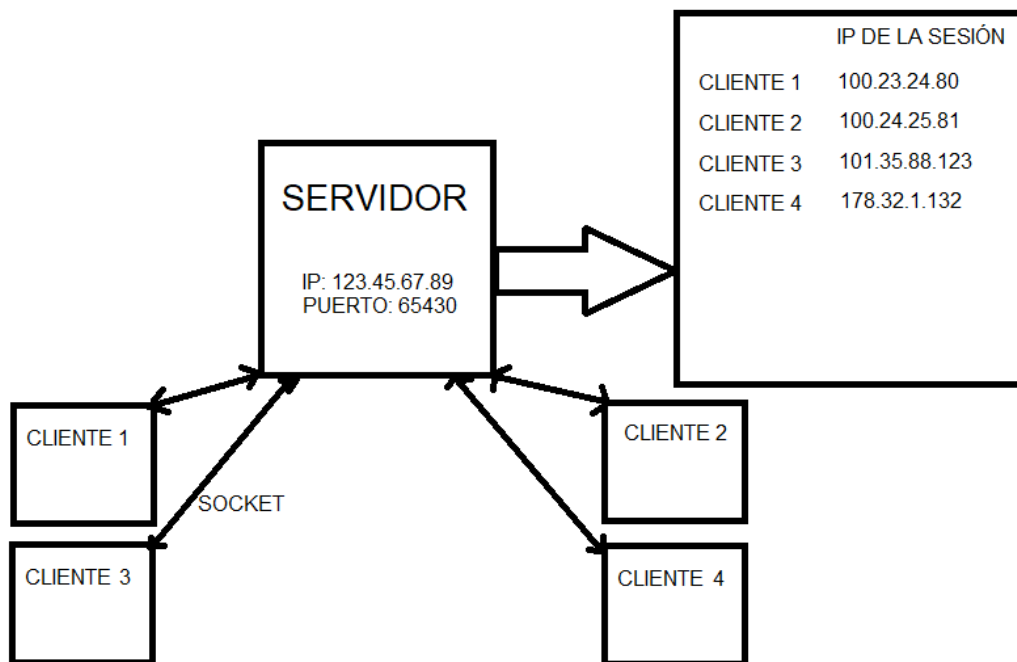 IP DE LA SESIÓN
CLIENTE 1 100.23.24.80
CLIENTE 2 100.24.25.81
CLIENTE 3 101.35.88.123
CLIENTE 4 178.32.1.132
SERVIDOR
IP: 123.45.67.89
PUERTO: 65430
CLIENTE 1
CLIENTE 2
SOCKET
CLIENTE 3
CLIENTE 4